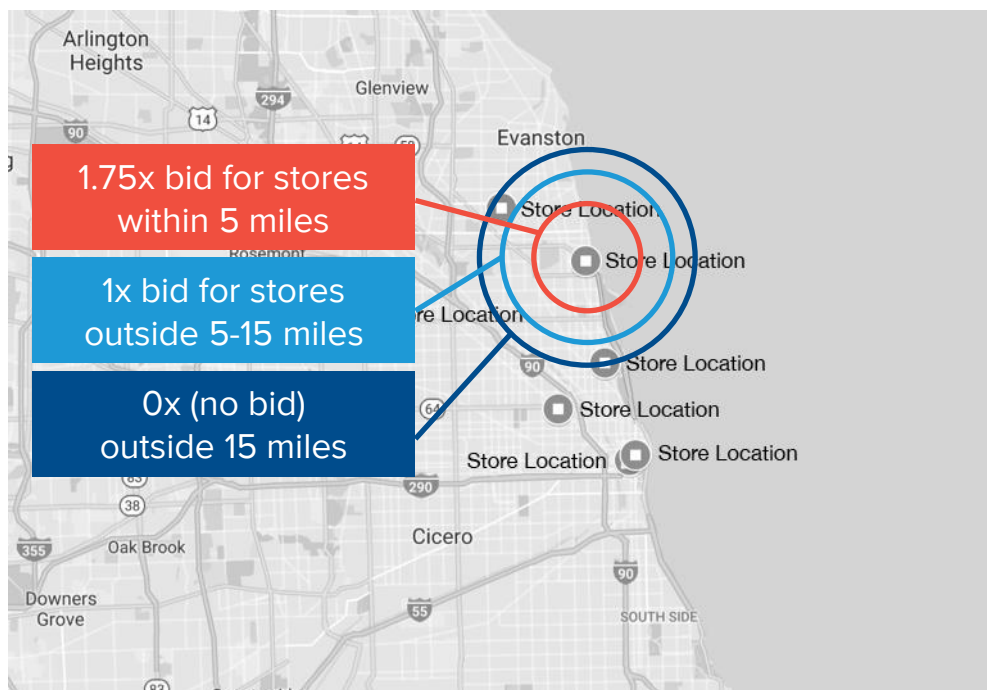 Arlington
Heights
Glenview
294
14
90
Evanston
1.75x bid for stores
within 5 miles
Store Location
Rosemont
Store Location
1x bid for stores
outside 5-15 miles
re Location
90
Store Location
0x (no bid)
outside 15 miles
64
Store Location
Store Location
Store Location
83
290
38
Cicero
355
Oak Brook
90
Downers
Grove
55
SOUTH SIDE
83